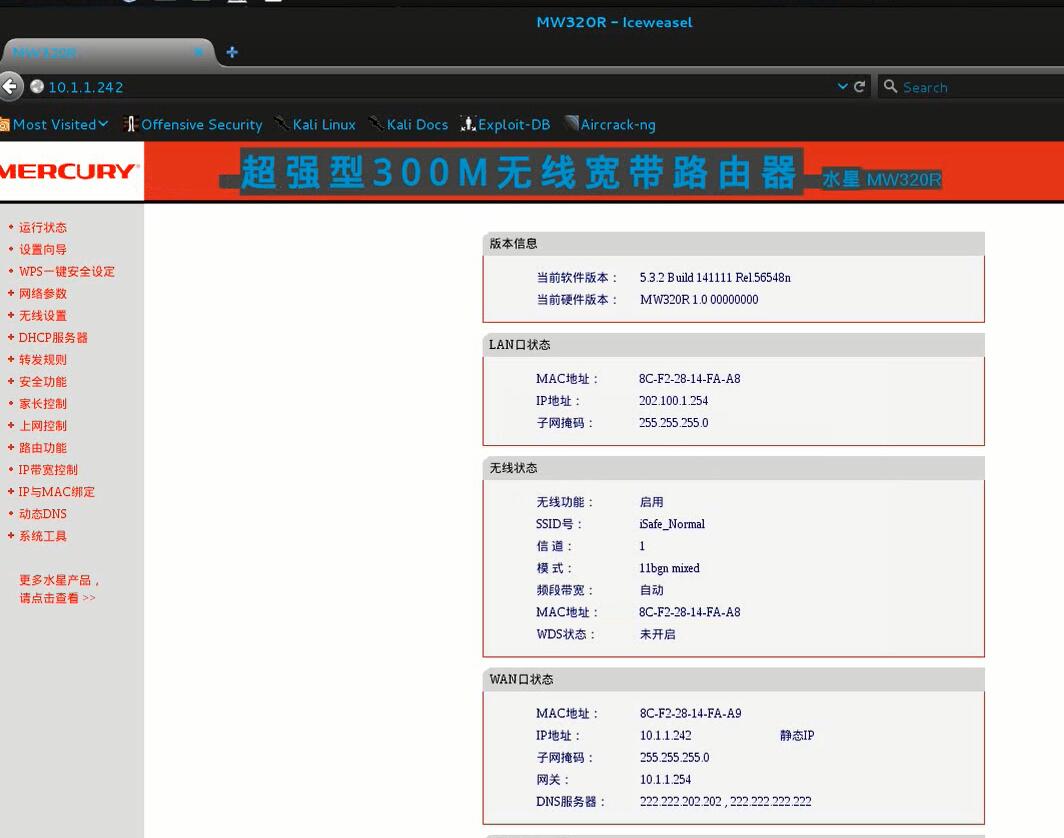 MW320R - Iceweasel
MW320R
10.1.1.242
Search
Most Visited
Offensive Security
Kali Linux
Kali Docs
Exploit-DB
Aircrack-ng
MERCURY
超强型300M无线宽带路由器
水星 MW320R
运行状态
设置向导
WPS一键安全设定
网络参数
无线设置
DHCP服务器
转发规则
安全功能
家长控制
上网控制
路由功能
IP带宽控制
IP与MAC绑定
动态DNS
系统工具
更多水星产品，
请点击查看 >>
版本信息
当前软件版本： 5.3.2 Build 141111 Rel.56548n
当前硬件版本： MW320R 1.0 00000000
LAN口状态
MAC地址： 8C-F2-28-14-FA-A8
IP地址： 202.100.1.254
子网掩码： 255.255.255.0
无线状态
无线功能： 启用
SSID号： iSafe_Normal
信 道： 1
模 式： 11bgn mixed
频段带宽： 自动
MAC地址： 8C-F2-28-14-FA-A8
WDS状态： 未开启
WAN口状态
MAC地址： 8C-F2-28-14-FA-A9
IP地址： 10.1.1.242 静态IP
子网掩码： 255.255.255.0
网关： 10.1.1.254
DNS服务器： 222.222.202.202 , 222.222.222.222